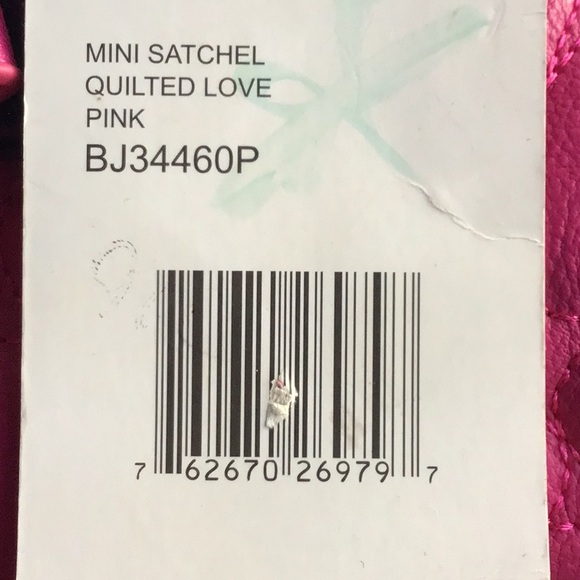 MINI SATCHEL
QUILTED LOVE
PINK
BJ34460P
7 62670 26979 7